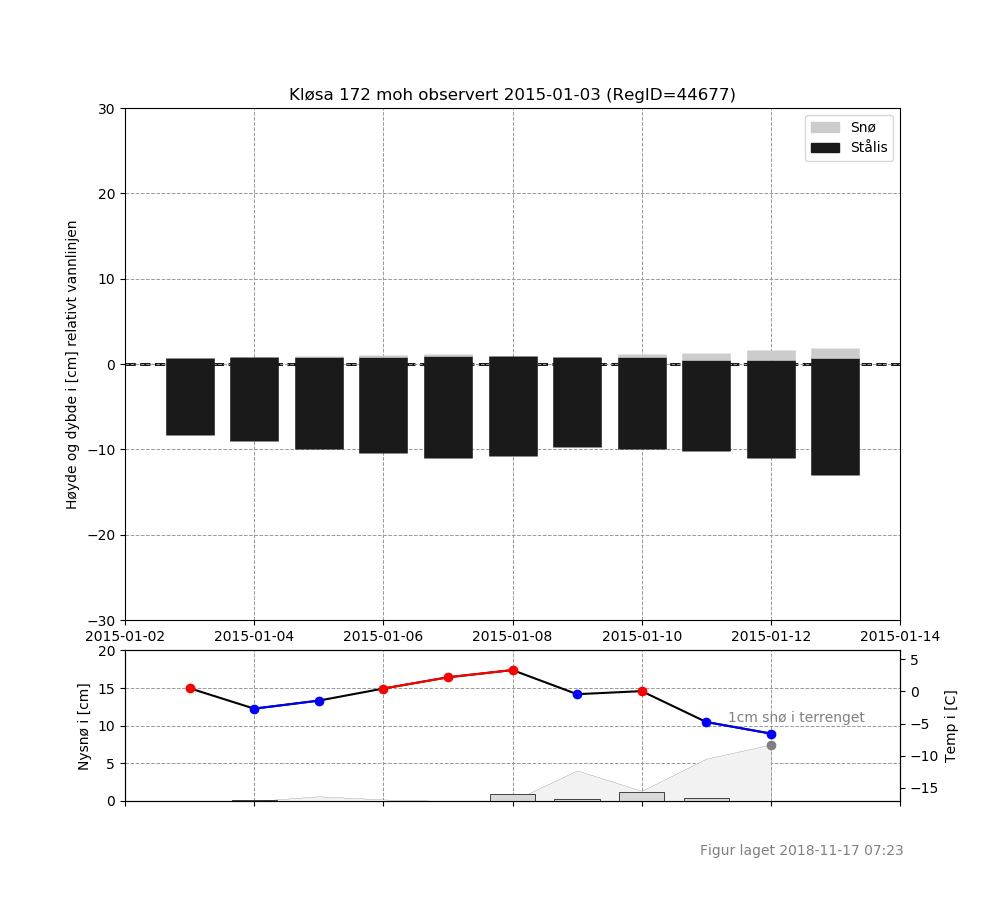 Kløsa 172 moh observert 2015-01-03 (RegID=44677)
Snø
Stålis
Høyde og dybde i [cm] relativt vannlinjen
30
20
10
0
−10
−20
−30
2015-01-02 2015-01-04 2015-01-06 2015-01-08 2015-01-10 2015-01-12 2015-01-14
Nysnø i [cm]
20
15
10
5
0
1cm snø i terrenget
5
0
−5
−10
−15
Temp i [C]
Figur laget 2018-11-17 07:23